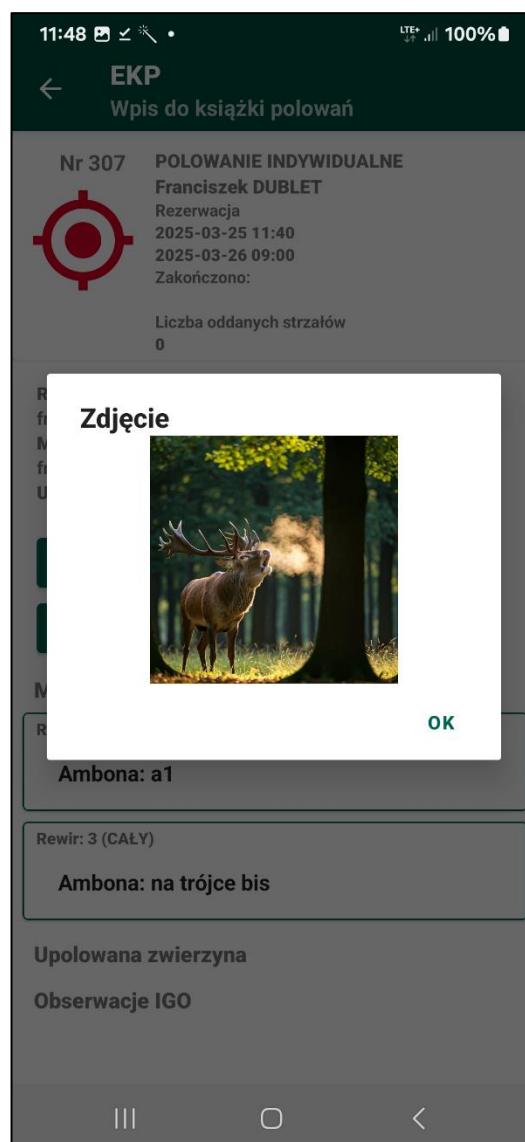 11:48
LTE+
100%
EKP
Wpis do książki polowań
Nr 307
POLOWANIE INDYWIDUALNE
Franciszek DUBLET
Rezerwacja
2025-03-25 11:40
2025-03-26 09:00
Zakończono:
Liczba oddanych strzałów
0
Zdjęcie
OK
Ambona: a1
Rewir: 3 (CAŁY)
Ambona: na trójce bis
Upolowana zwierzyna
Obserwacje IGO